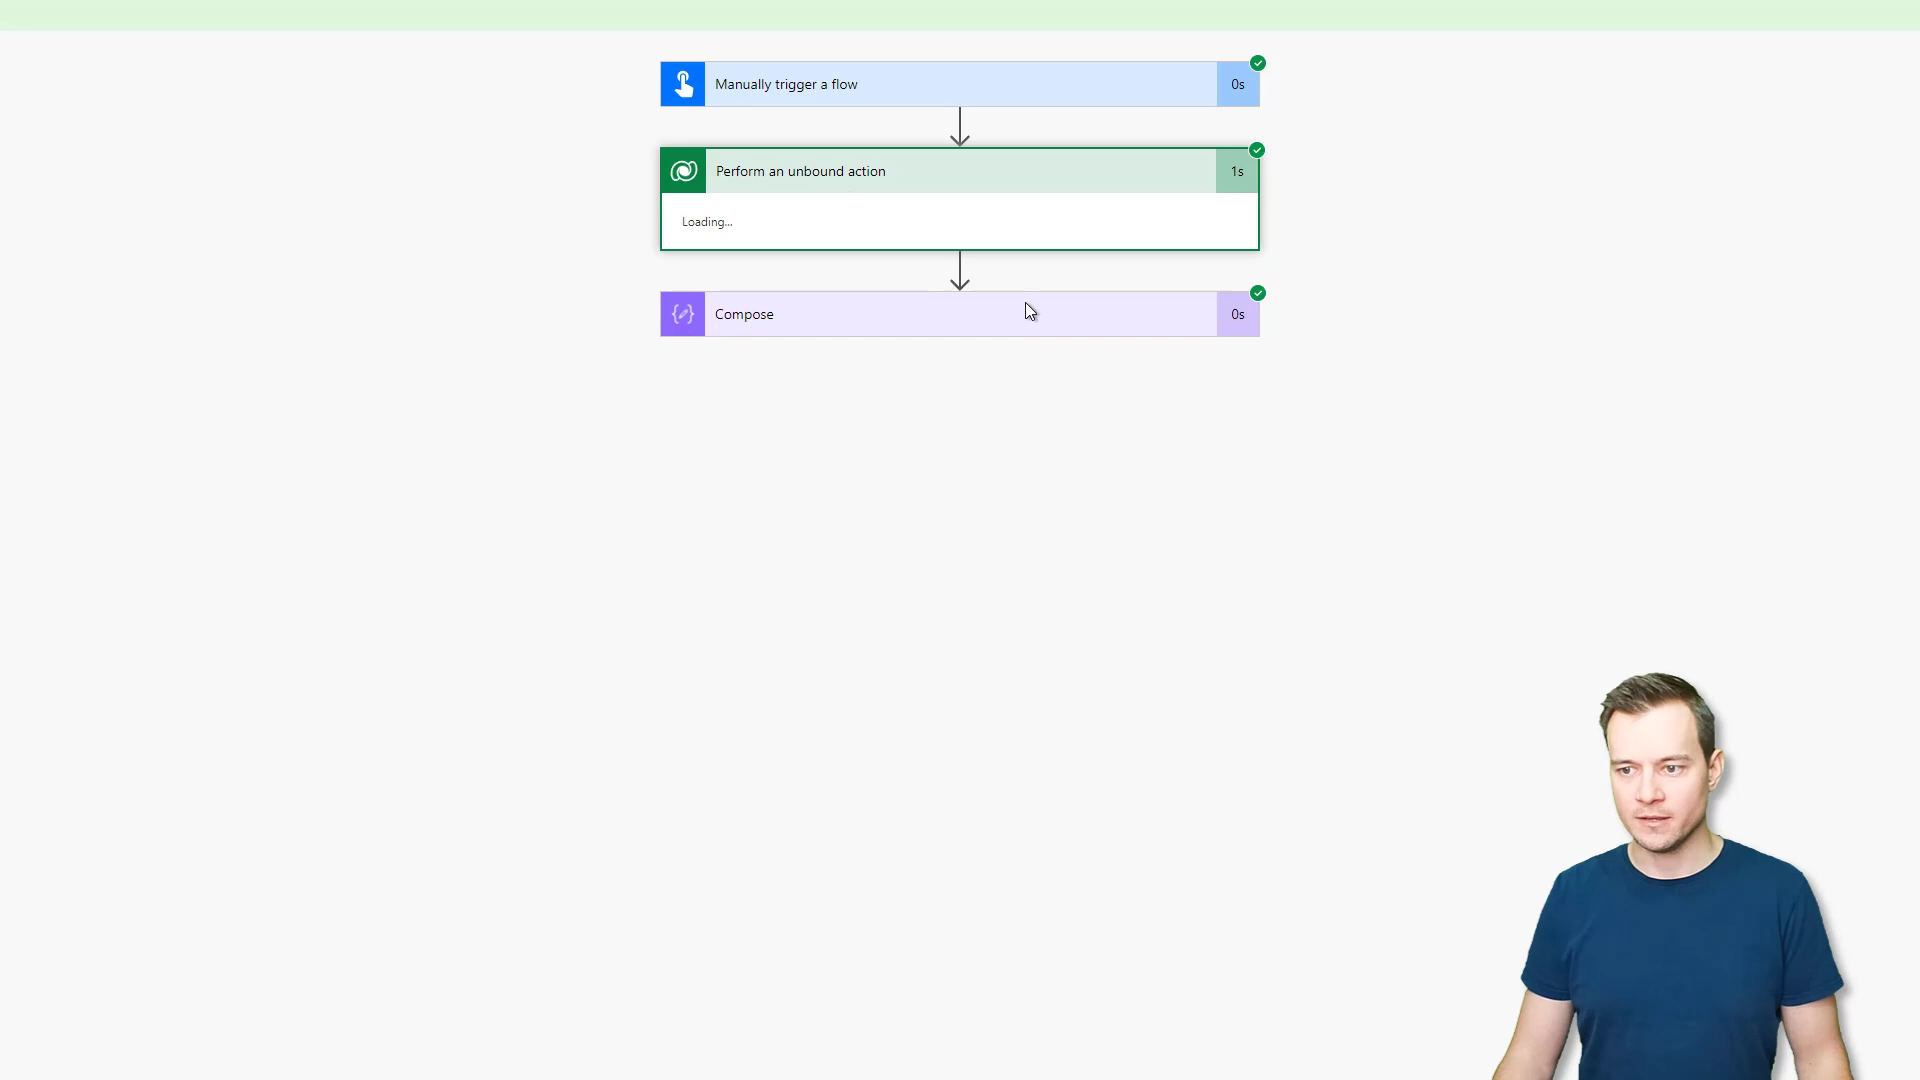 Manually trigger a flow 0s
Perform an unbound action 1s
Loading...
Compose 0s